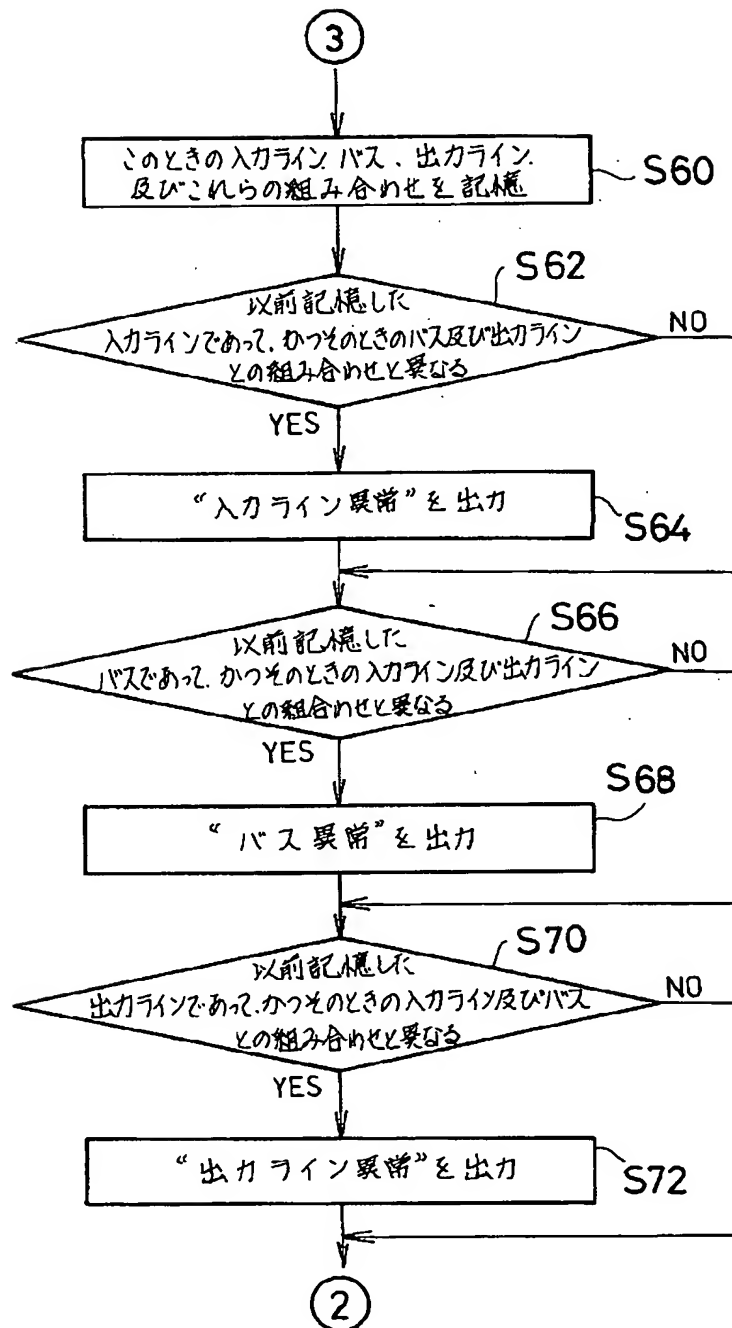 3
このときの入力ライン、バス、出力ライン、
及びこれらの組み合わせを記憶
S60
S62
以前記憶した
入力ラインであって、かつそのときのバス及び出力ライン
との組み合わせと異なる
NO
YES
“入力ライン異常”を出力
S64
S66
以前記憶した
バスであって、かつそのときの入力ライン及び出力ライン
との組合わせと異なる
NO
YES
S68
“バス異常”を出力
S70
以前記憶した
出力ラインであって、かつそのときの入力ライン及びバス
との組み合わせと異なる
NO
YES
“出力ライン異常”を出力
S72
2